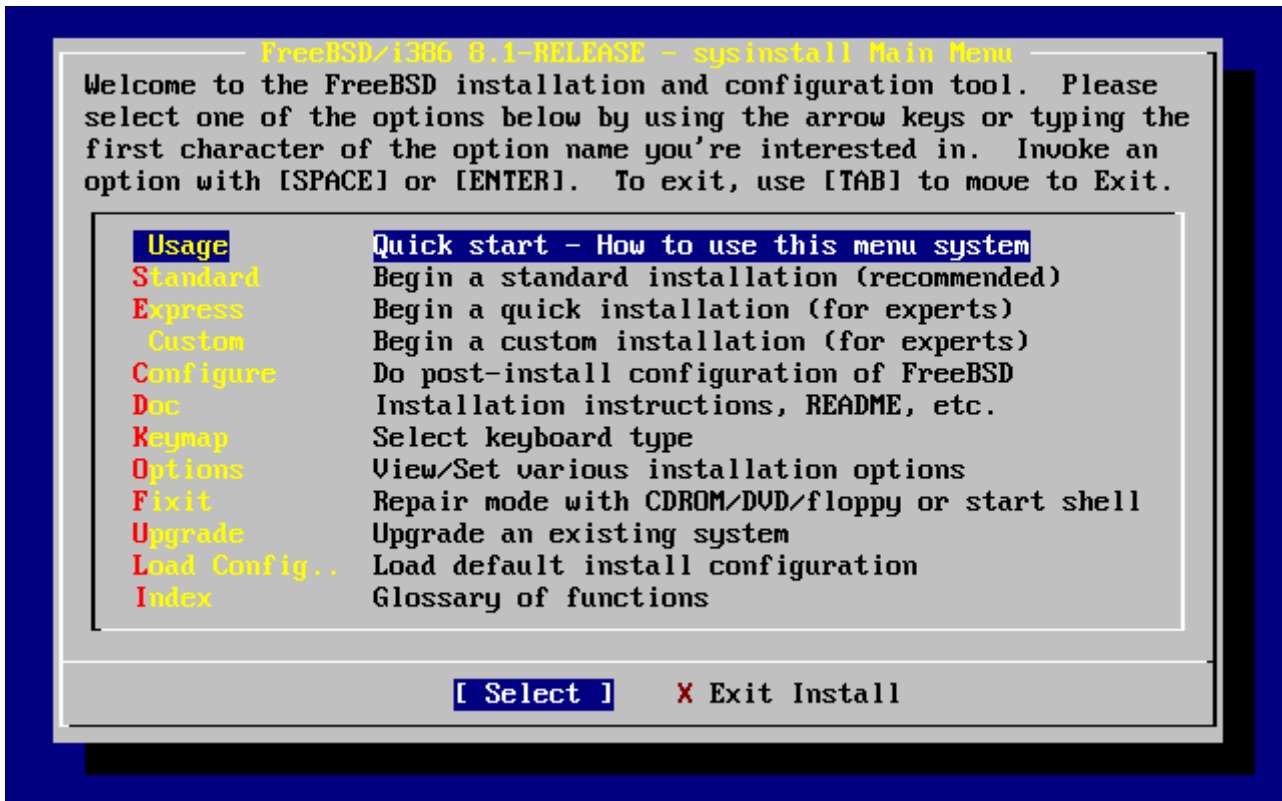 FreeBSD/i386 8.1-RELEASE - sysinstall Main Menu
Welcome to the FreeBSD installation and configuration tool.  Please
select one of the options below by using the arrow keys or typing the
first character of the option name you're interested in.  Invoke an
option with [SPACE] or [ENTER].  To exit, use [TAB] to move to Exit.
Usage Quick start - How to use this menu system
Standard Begin a standard installation (recommended)
Express Begin a quick installation (for experts)
Custom Begin a custom installation (for experts)
Configure Do post-install configuration of FreeBSD
Doc Installation instructions, README, etc.
Keymap Select keyboard type
Options View/Set various installation options
Fixit Repair mode with CDROM/DVD/floppy or start shell
Upgrade Upgrade an existing system
Load Config.. Load default install configuration
Index Glossary of functions
[ Select ] X Exit Install